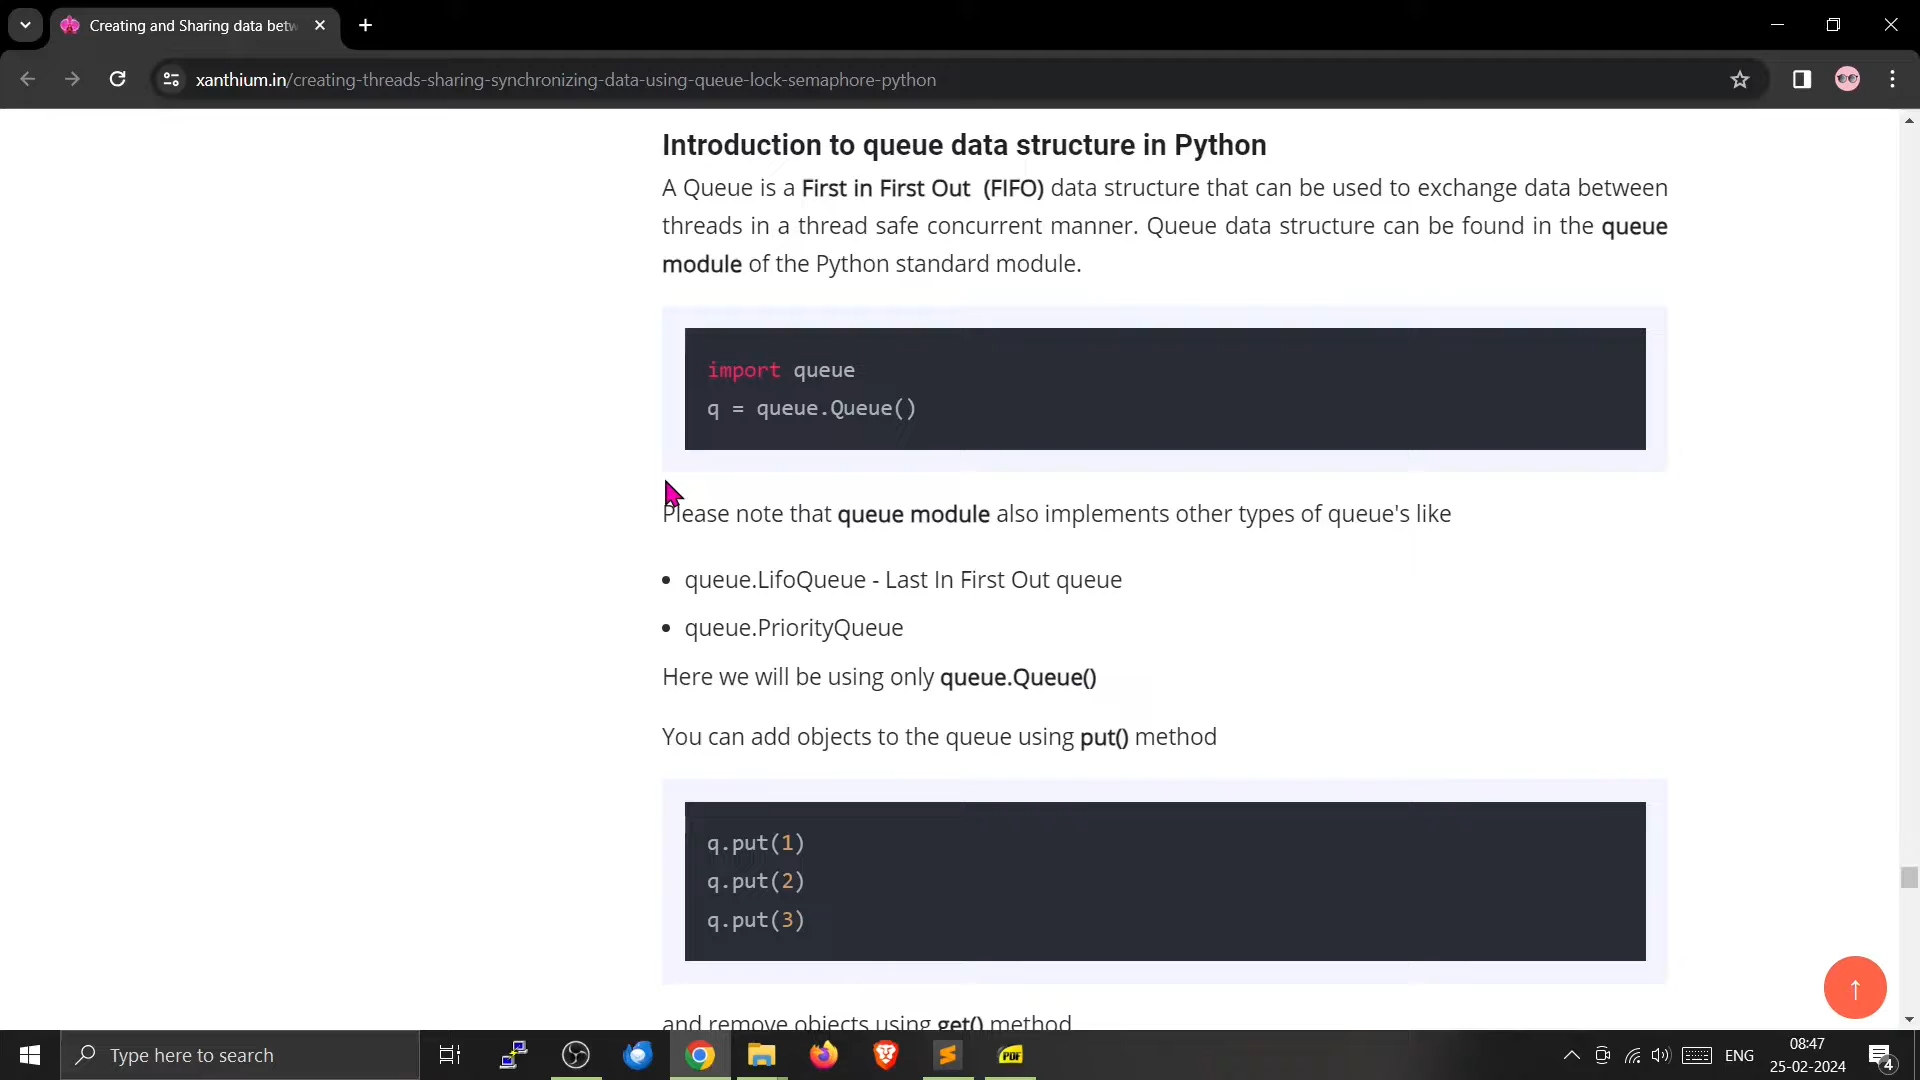 Creating and Sharing data betw
xanthium.in/creating-threads-sharing-synchronizing-data-using-queue-lock-semaphore-python
Introduction to queue data structure in Python
A Queue is a First in First Out (FIFO) data structure that can be used to exchange data between
threads in a thread safe concurrent manner. Queue data structure can be found in the queue
module of the Python standard module.
import queue
q = queue.Queue()
Please note that queue module also implements other types of queue's like
• queue.LifoQueue - Last In First Out queue
• queue.PriorityQueue
Here we will be using only queue.Queue()
You can add objects to the queue using put() method
q.put(1)
q.put(2)
q.put(3)
and remove objects using get() method
Type here to search
PDF
ENG
08:47
25-02-2024
4